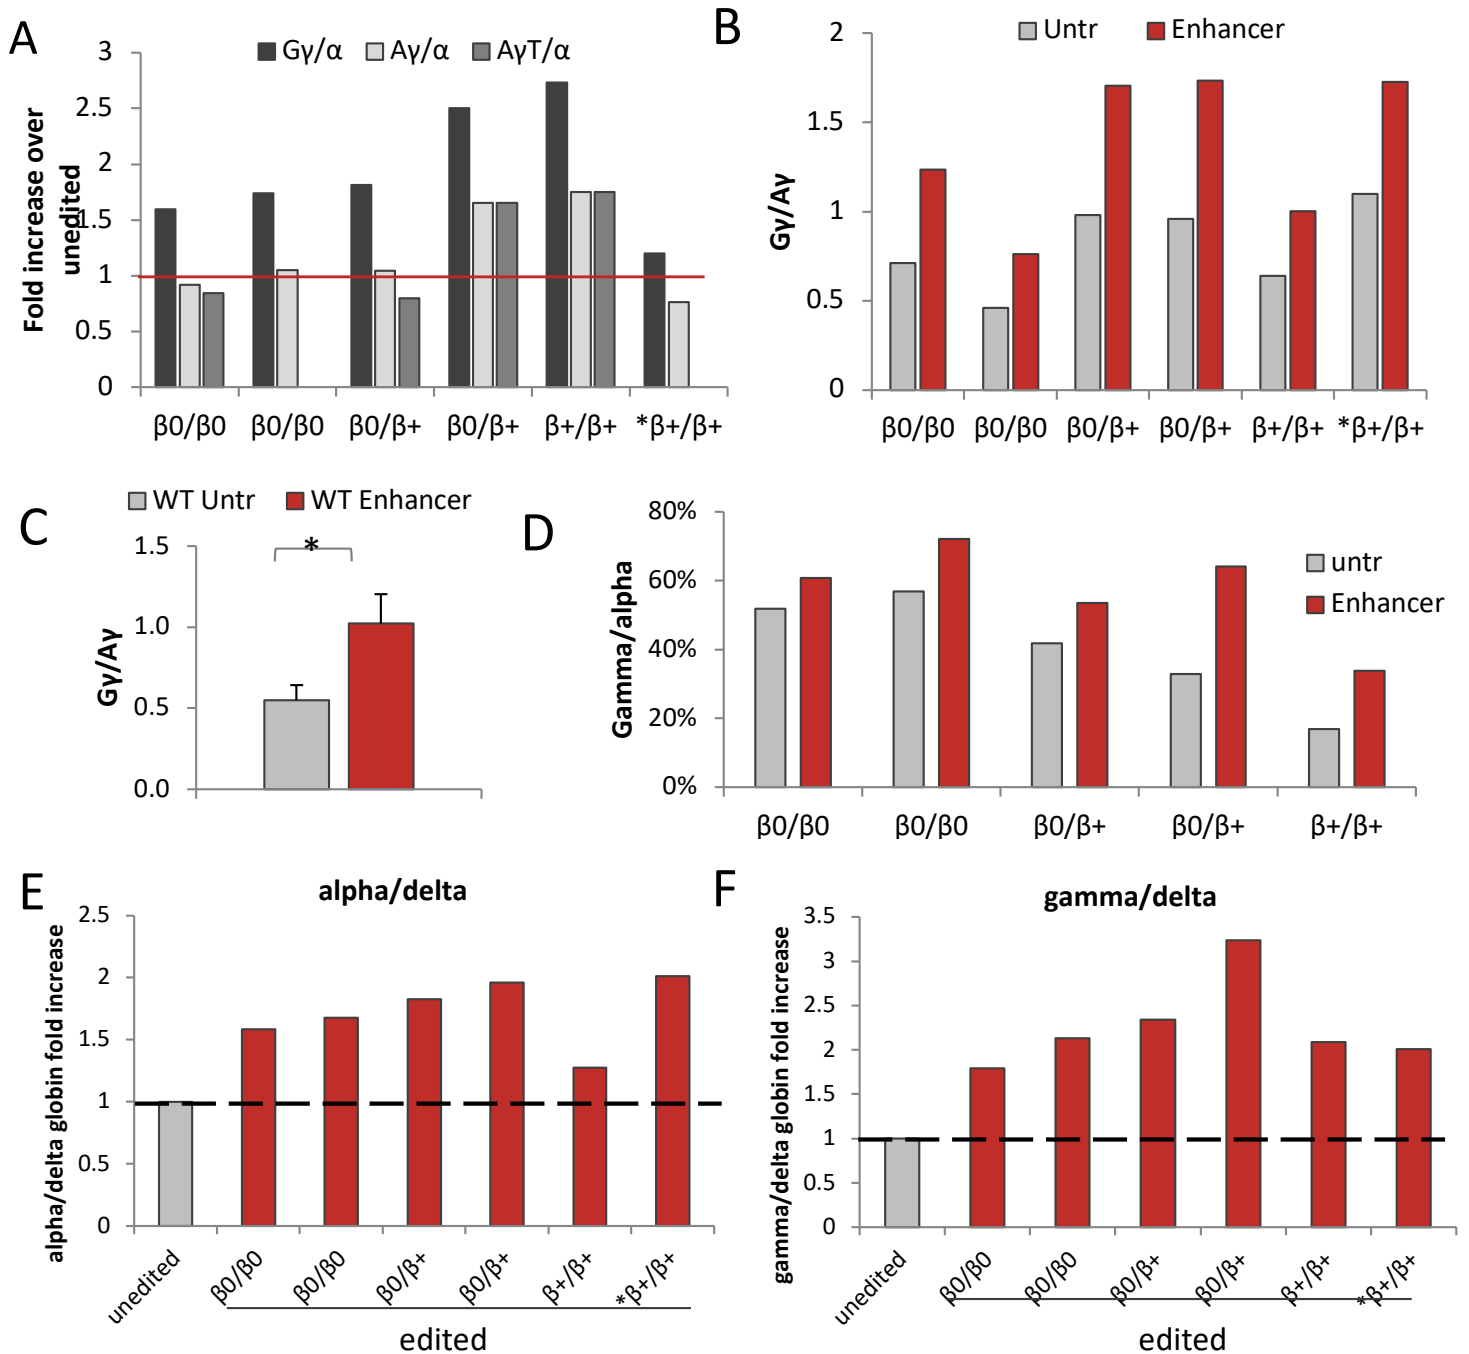 A
Gγ/α Aγ/α AγT/α
Fold increase over
unedited
3
2.5
2
1.5
1
0.5
0
β0/β0 β0/β0 β0/β+ β0/β+ β+/β+ *β+/β+
B
Untr Enhancer
Gγ/Aγ
2
1.5
1
0.5
0
β0/β0 β0/β0 β0/β+ β0/β+ β+/β+ *β+/β+
C
WT Untr WT Enhancer
*
Gγ/Aγ
1.5
1.0
0.5
0.0
D
untr
Enhancer
Gamma/alpha
80%
60%
40%
20%
0%
β0/β0 β0/β0 β0/β+ β0/β+ β+/β+
E
alpha/delta
alpha/delta globin fold increase
2.5
2
1.5
1
0.5
0
unedited β0/β0 β0/β0 β0/β+ β0/β+ β+/β+ *β+/β+
edited
F
gamma/delta
gamma/delta globin fold increase
3.5
3
2.5
2
1.5
1
0.5
0
unedited β0/β0 β0/β0 β0/β+ β0/β+ β+/β+ *β+/β+
edited